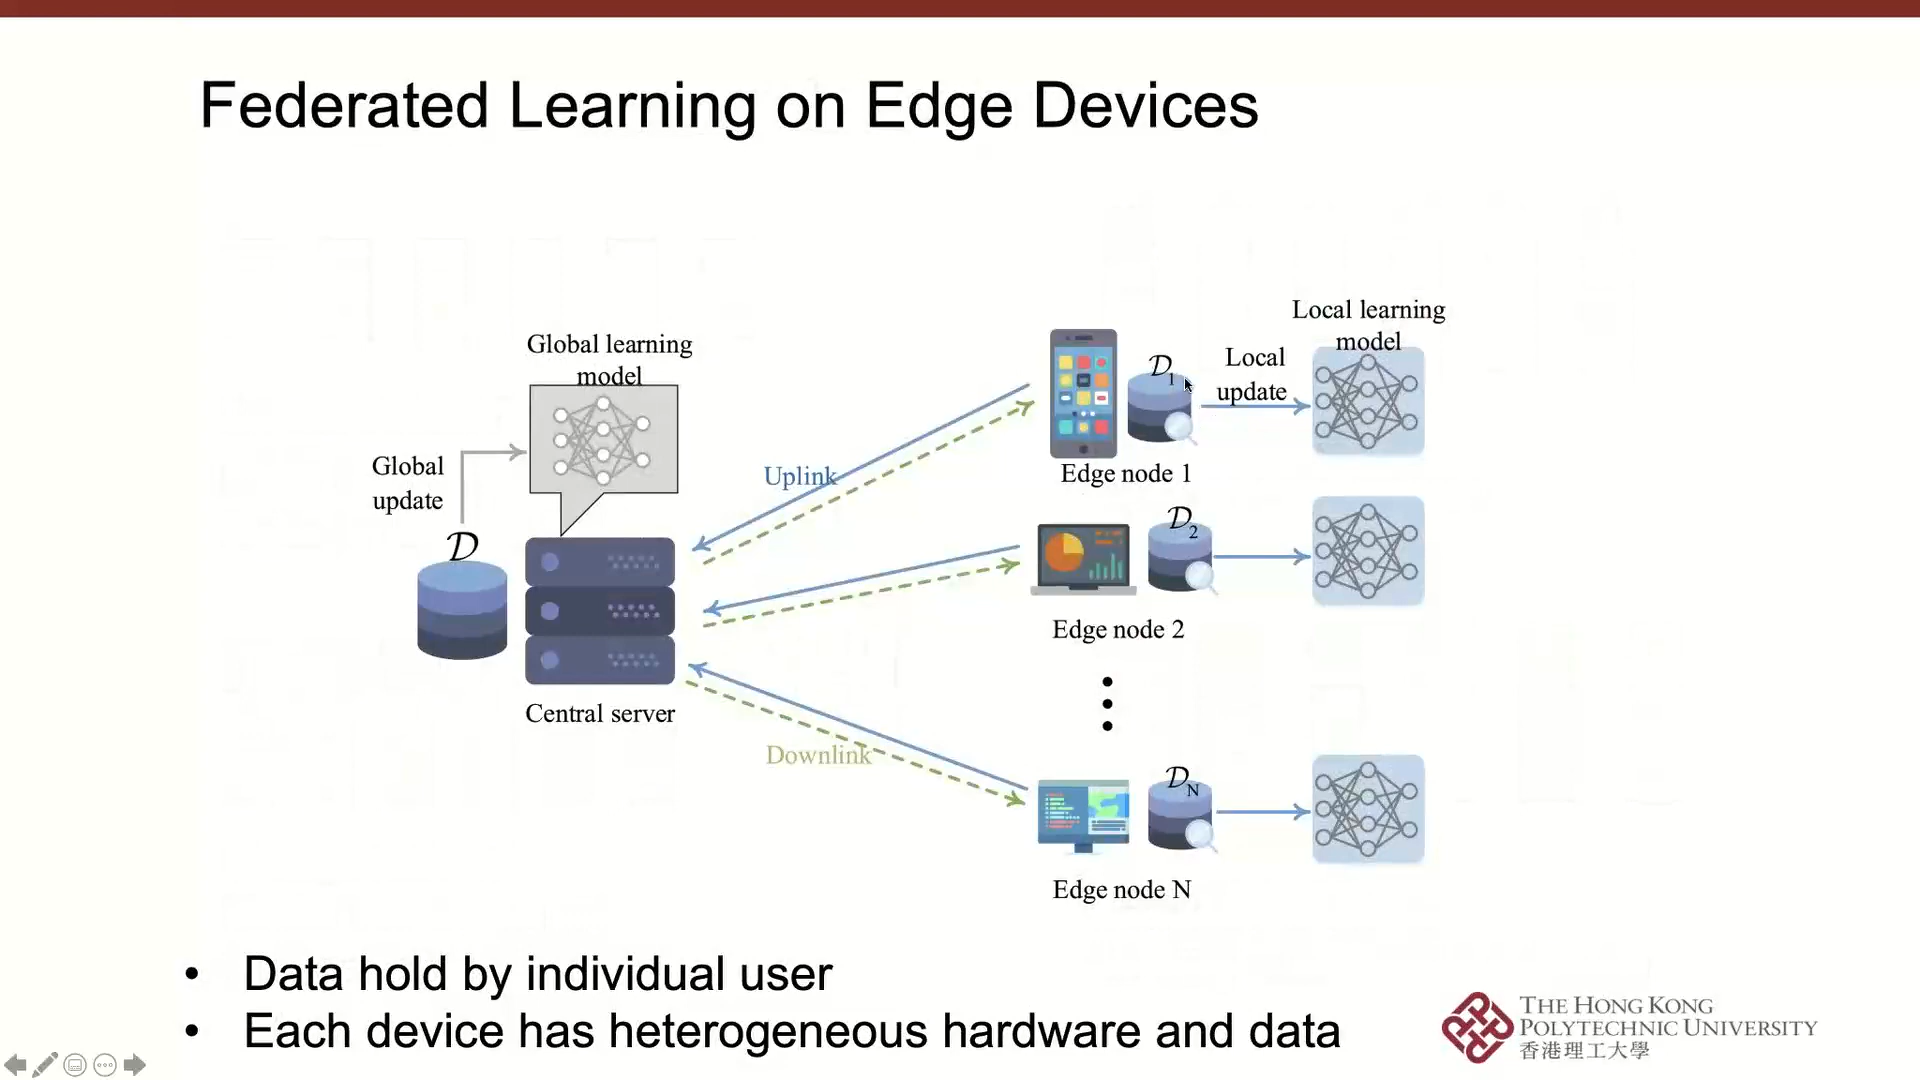 Federated Learning on Edge Devices
Global learning
model
Global
update
𝒟
Central server
Uplink
Downlink
𝒟1
Edge node 1
Local
update
Local learning
model
𝒟2
Edge node 2
𝒟N
Edge node N
• Data hold by individual user
• Each device has heterogeneous hardware and data
THE HONG KONG
POLYTECHNIC UNIVERSITY
香港理工大學